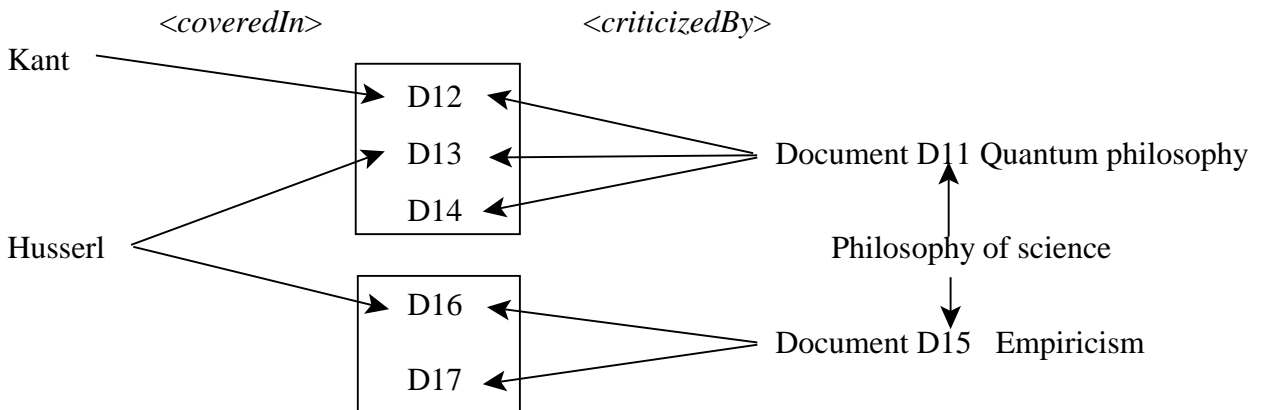 <coveredIn> <criticizedBy>
Kant
D12
D13 Document D11 Quantum philosophy
D14
Husserl Philosophy of science
D16
Document D15 Empiricism
D17